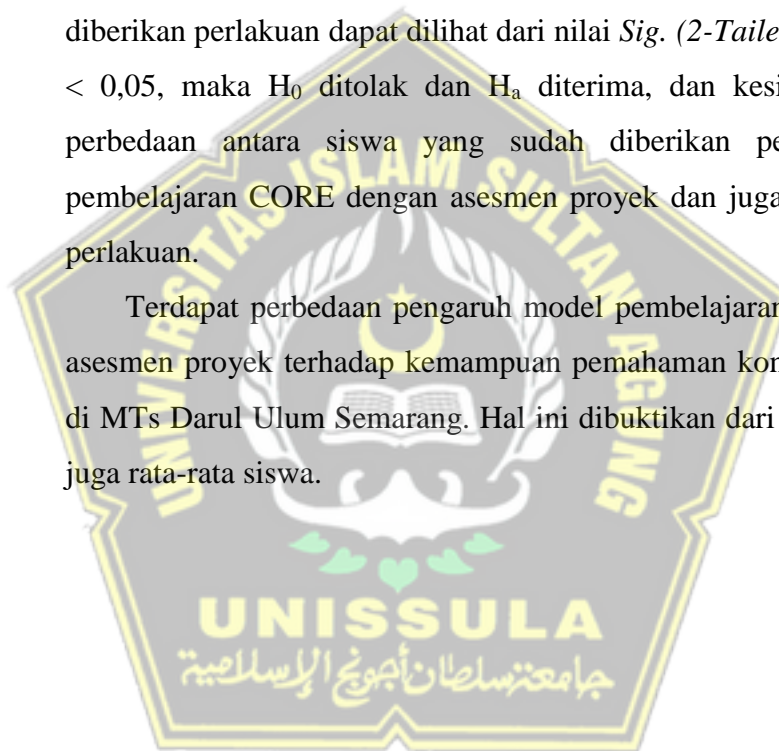 diberikan perlakuan dapat dilihat dari nilai Sig. (2-Taile
< 0,05, maka H₀ ditolak dan Hₐ diterima, dan kesi
perbedaan antara siswa yang sudah diberikan pe
pembelajaran CORE dengan asesmen proyek dan juga
perlakuan.
Terdapat perbedaan pengaruh model pembelajaran
asesmen proyek terhadap kemampuan pemahaman kon
di MTs Darul Ulum Semarang. Hal ini dibuktikan dari
juga rata-rata siswa.
UNIVERSITAS ISLAM SULTAN AGUNG
UNISSULA
جامعة سلطان أجونج الإسلامية